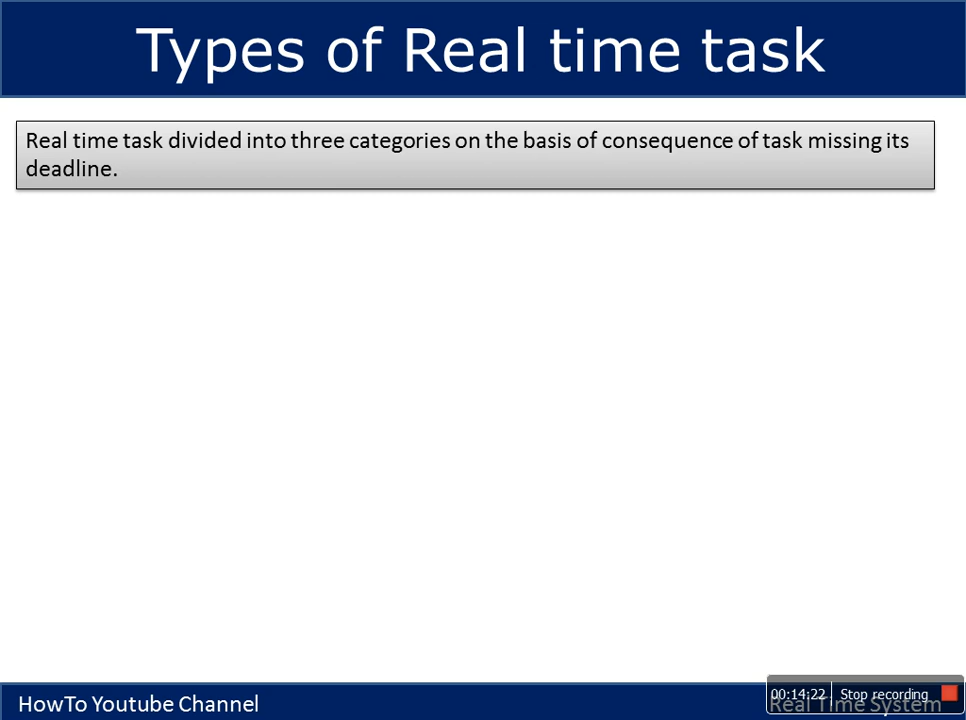 Types of Real time task
Real time task divided into three categories on the basis of consequence of task missing its
deadline.
HowTo Youtube Channel
00:14:22 Stop recording
Real Time System